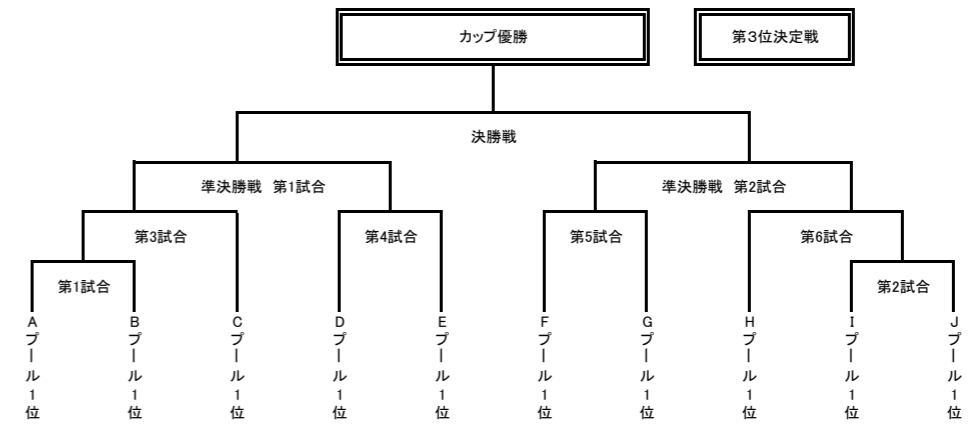 カップ優勝
第3位決定戦
決勝戦
準決勝戦 第1試合
準決勝戦 第2試合
第3試合
第4試合
第5試合
第6試合
第1試合
第2試合
Aプール1位
Bプール1位
Cプール1位
Dプール1位
Eプール1位
Fプール1位
Gプール1位
Hプール1位
Iプール1位
Jプール1位